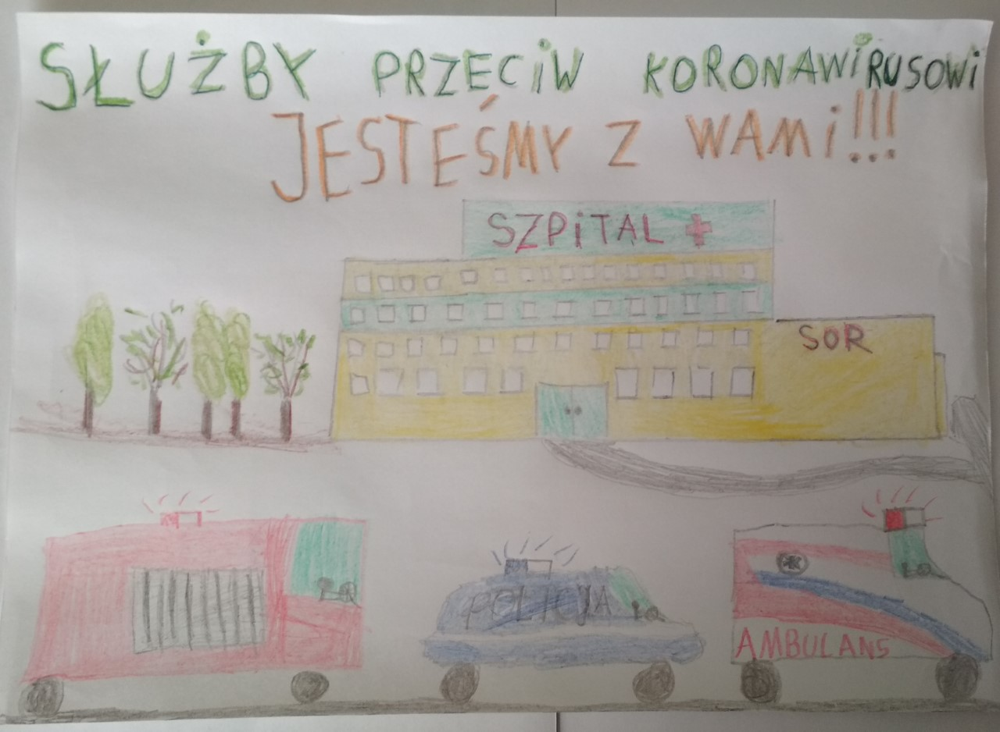 SŁUŻBY PRZECIW KORONAWiRUSOWi
JESTEŚMY Z WAMi!!!
SZPiTAL
SOR
POLICJA
AMBULANS